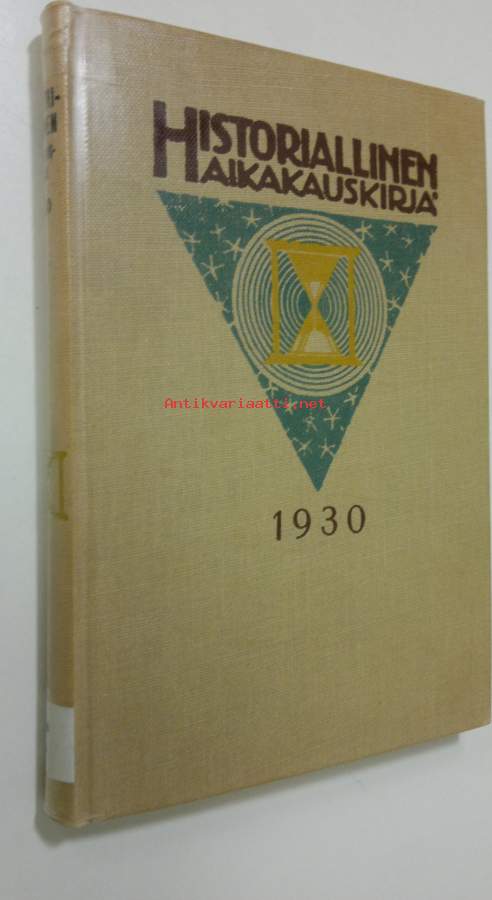 HISTORIALLINEN
AIKAKAUSKIRJA
Antikvariaatti.net
1930